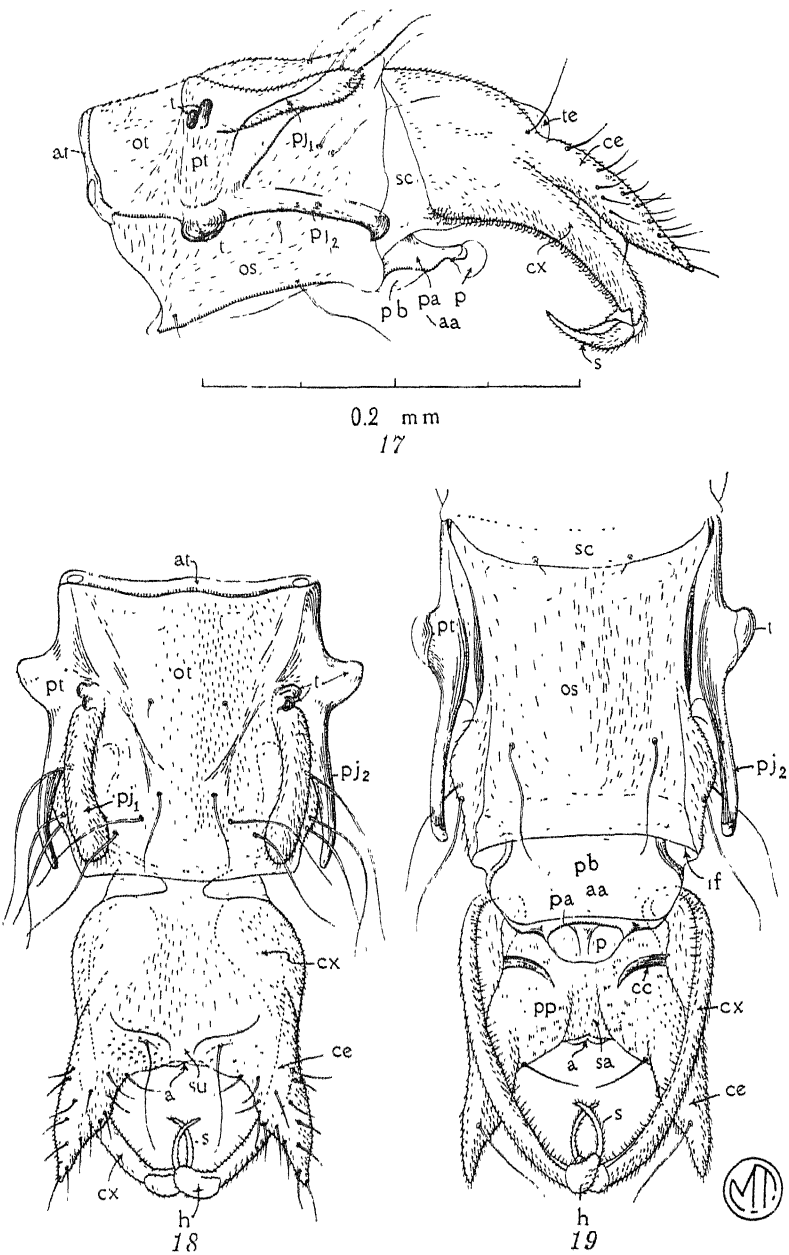 t
te
ot
pj₁
ce
at
pt
sc
pj₂
t
cx
os
pb pa p
aa
s
0.2 mm
17
at
sc
pt
t
pt
ot
t
os
pj₂
pj₁
pj₂
pb
if
pa aa
p
cx
cc
pp
cx
ce
a
sa
a
su
ce
s
s
cx
h
h
18
19